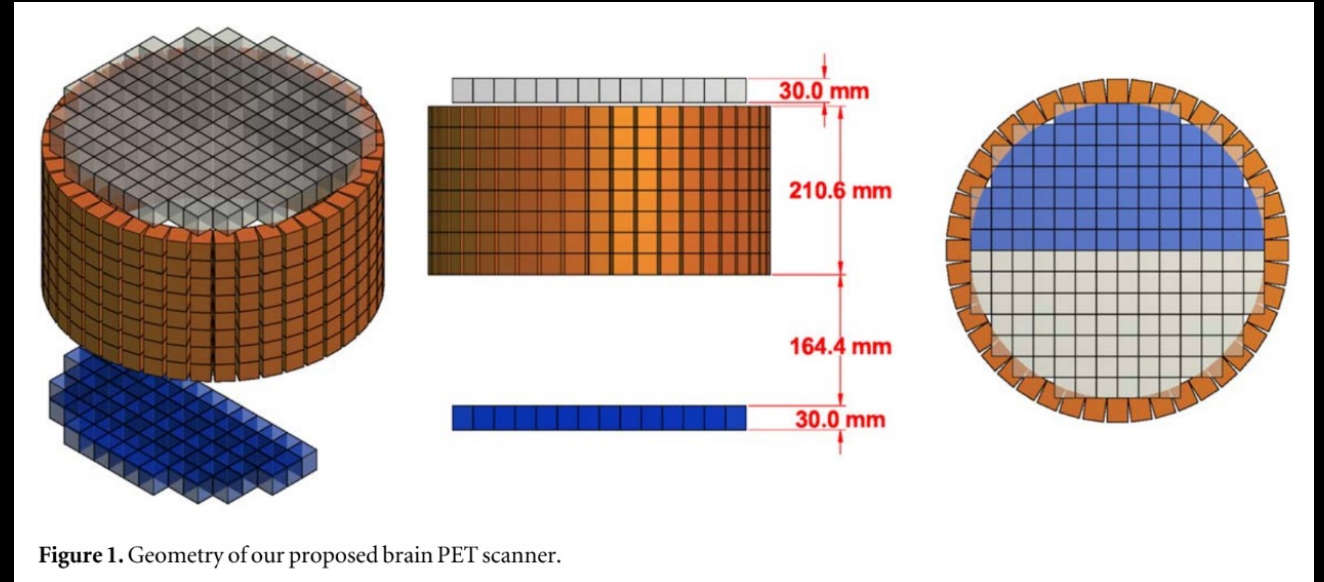 30.0 mm
210.6 mm
164.4 mm
30.0 mm
Figure 1. Geometry of our proposed brain PET scanner.